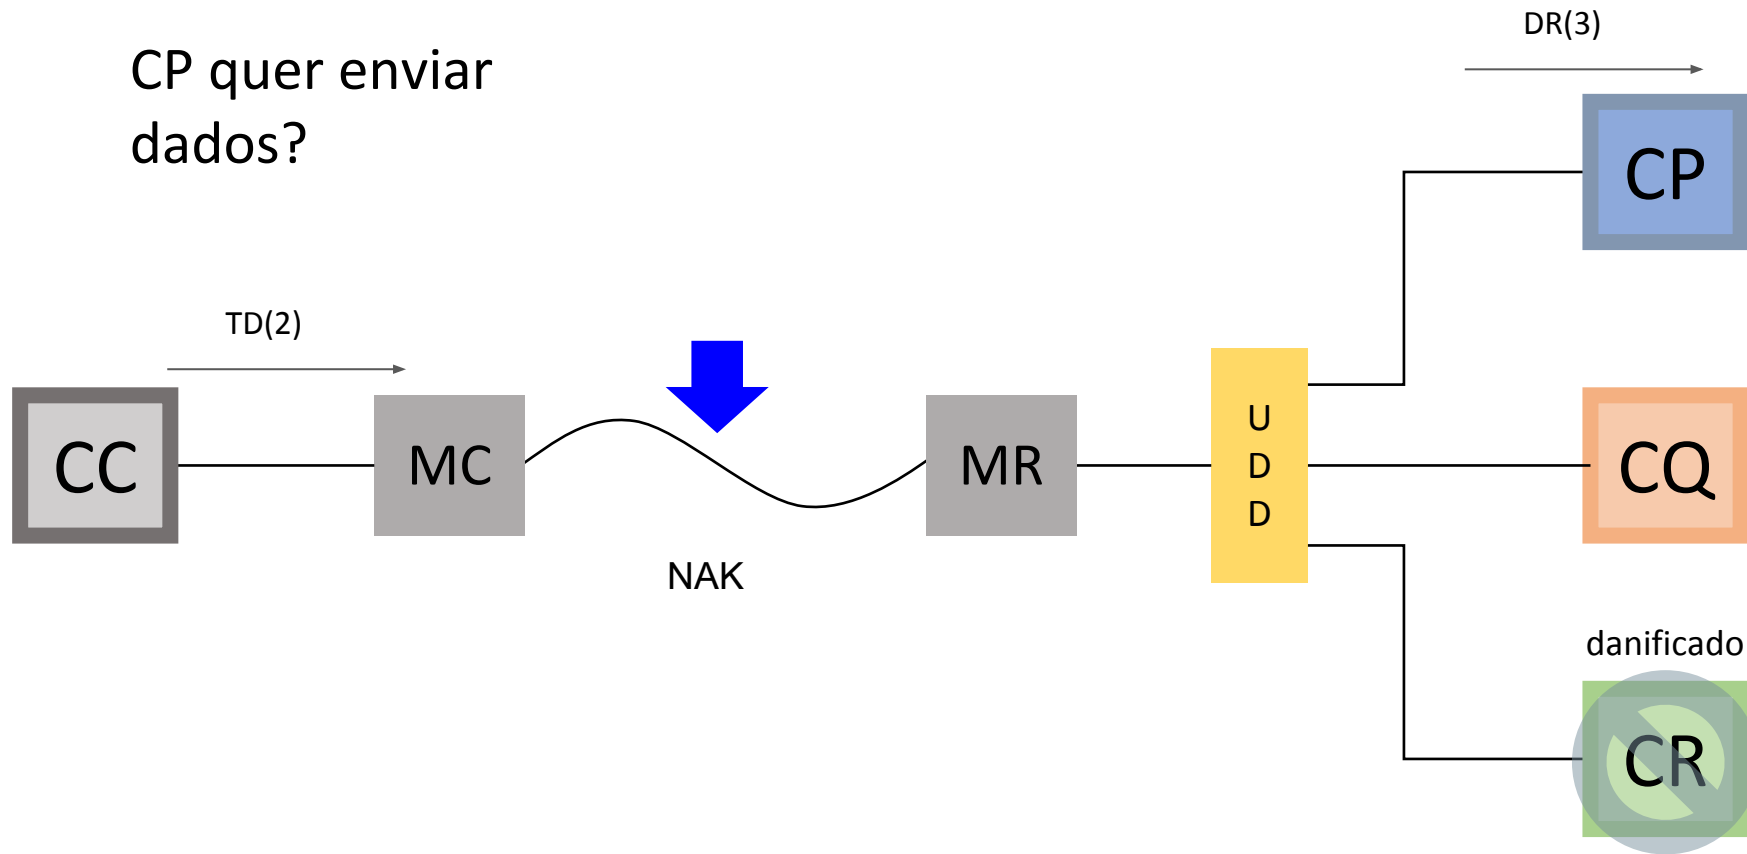 DR(3)
CP quer enviar
dados?
CP
TD(2)
CC
MC
MR
U
D
D
CQ
NAK
danificado
CR